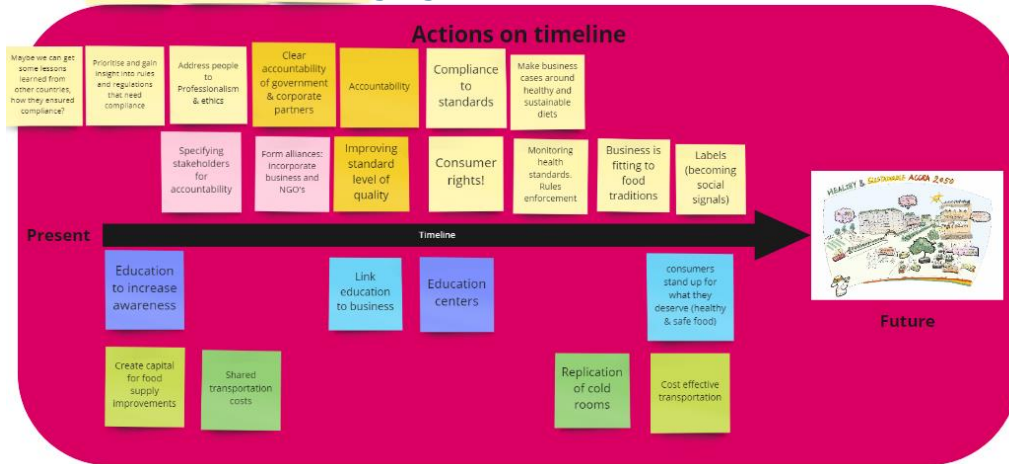 Actions on timeline
Maybe we can get
some lessons
learned from
other countries,
how they ensured
compliance?
Prioritise and gain
insight into rules
and regulations
that need
compliance
Address people
to
Professionalism
& ethics
Clear
accountability
of government
& corporate
partners
Accountability
Compliance
to
standards
Make business
cases around
healthy and
sustainable
diets
Specifying
stakeholders
for
accountability
Form alliances:
incorporate
business and
NGO's
Improving
standard
level of
quality
Consumer
rights!
Monitoring
health
standards.
Rules
enforcement
Business is
fitting to
food
traditions
Labels
(becoming
social
signals)
HEALTHY & SUSTAINABLE ACCRA 2050
Present
Timeline
Future
Education
to increase
awareness
Link
education
to business
Education
centers
consumers
stand up for
what they
deserve (healthy
& safe food)
Create capital
for food
supply
improvements
Shared
transportation
costs
Replication
of cold
rooms
Cost effective
transportation